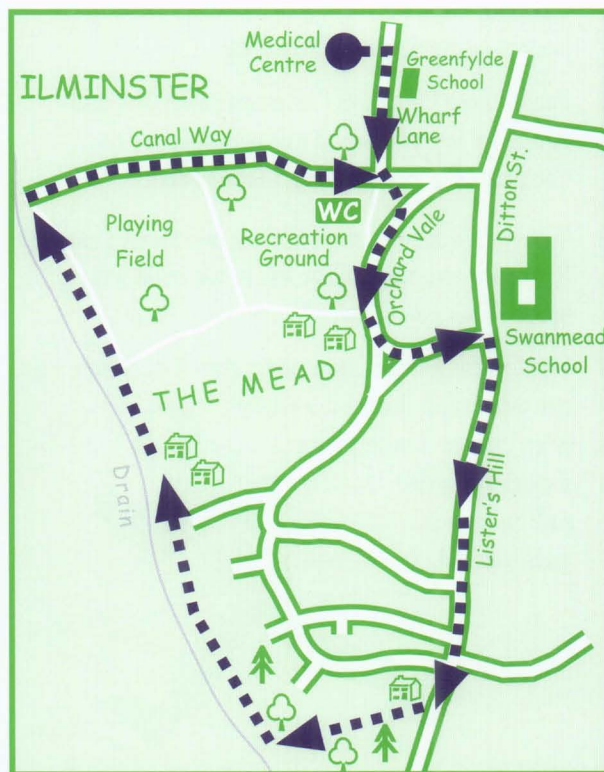 Medical
Centre
Greenfylde
School
ILMINSTER
Wharf
Lane
Canal Way
Ditton St.
WC
Playing
Field
Recreation
Ground
Orchard Vale
Swanmead
School
THE MEAD
Drain
Lister's Hill